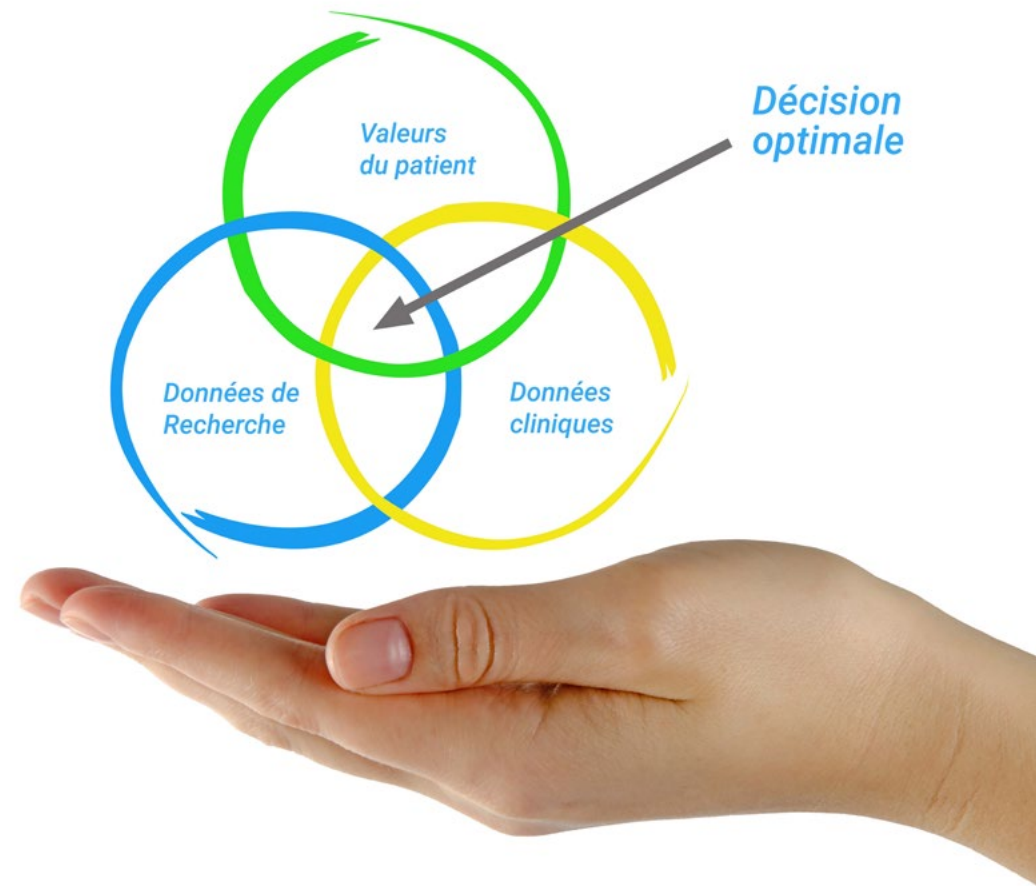 Valeurs
du patient
Décision
optimale
Données de
Recherche
Données
cliniques